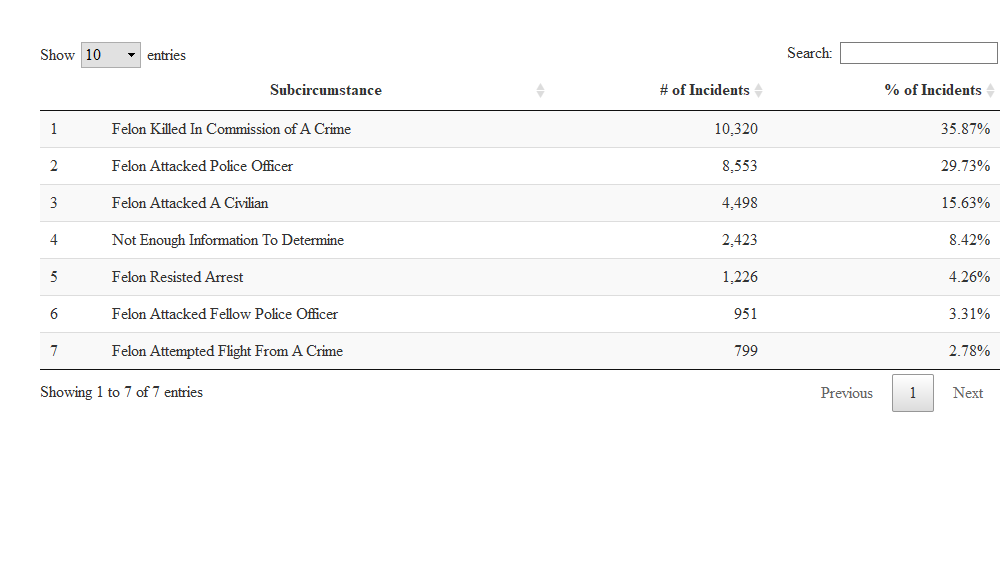 Show 10 entries Search:
Subcircumstance # of Incidents % of Incidents
1 Felon Killed In Commission of A Crime 10,320 35.87%
2 Felon Attacked Police Officer 8,553 29.73%
3 Felon Attacked A Civilian 4,498 15.63%
4 Not Enough Information To Determine 2,423 8.42%
5 Felon Resisted Arrest 1,226 4.26%
6 Felon Attacked Fellow Police Officer 951 3.31%
7 Felon Attempted Flight From A Crime 799 2.78%
Showing 1 to 7 of 7 entries Previous 1 Next